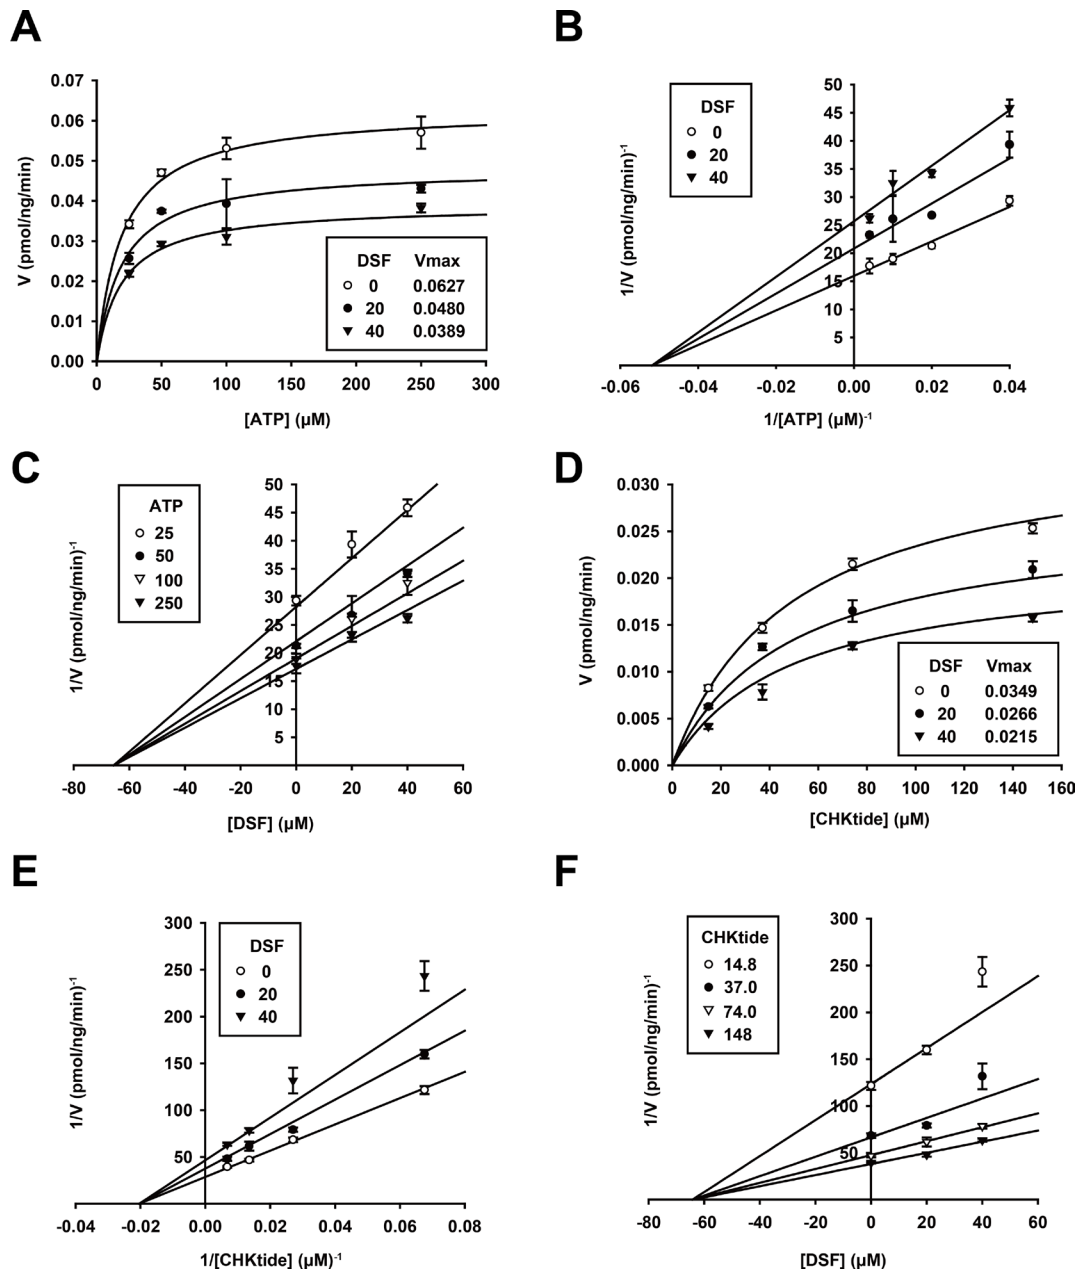 A
V (pmol/ng/min)
0.07
0.06
0.05
0.04
0.03
0.02
0.01
0.00
0 50 100 150 200 250 300
[ATP] (µM)
DSF Vmax
0 0.0627
20 0.0480
40 0.0389
B
1/V (pmol/ng/min)⁻¹
50
45
40
35
30
25
20
15
10
5
-0.06 -0.04 -0.02 0.00 0.02 0.04
1/[ATP] (µM)⁻¹
DSF
0
20
40
C
1/V (pmol/ng/min)⁻¹
ATP
25
50
100
250
50
45
40
35
30
25
20
15
10
5
-80 -60 -40 -20 0 20 40 60
[DSF] (µM)
D
V (pmol/ng/min)
0.030
0.025
0.020
0.015
0.010
0.005
0.000
0 20 40 60 80 100 120 140 160
[CHKtide] (µM)
DSF Vmax
0 0.0349
20 0.0266
40 0.0215
E
1/V (pmol/ng/min)⁻¹
300
250
200
150
100
50
-0.04 -0.02 0.00 0.02 0.04 0.06 0.08
1/[CHKtide] (µM)⁻¹
DSF
0
20
40
F
1/V (pmol/ng/min)⁻¹
CHKtide
14.8
37.0
74.0
148
300
250
200
150
100
50
-80 -60 -40 -20 0 20 40 60
[DSF] (µM)